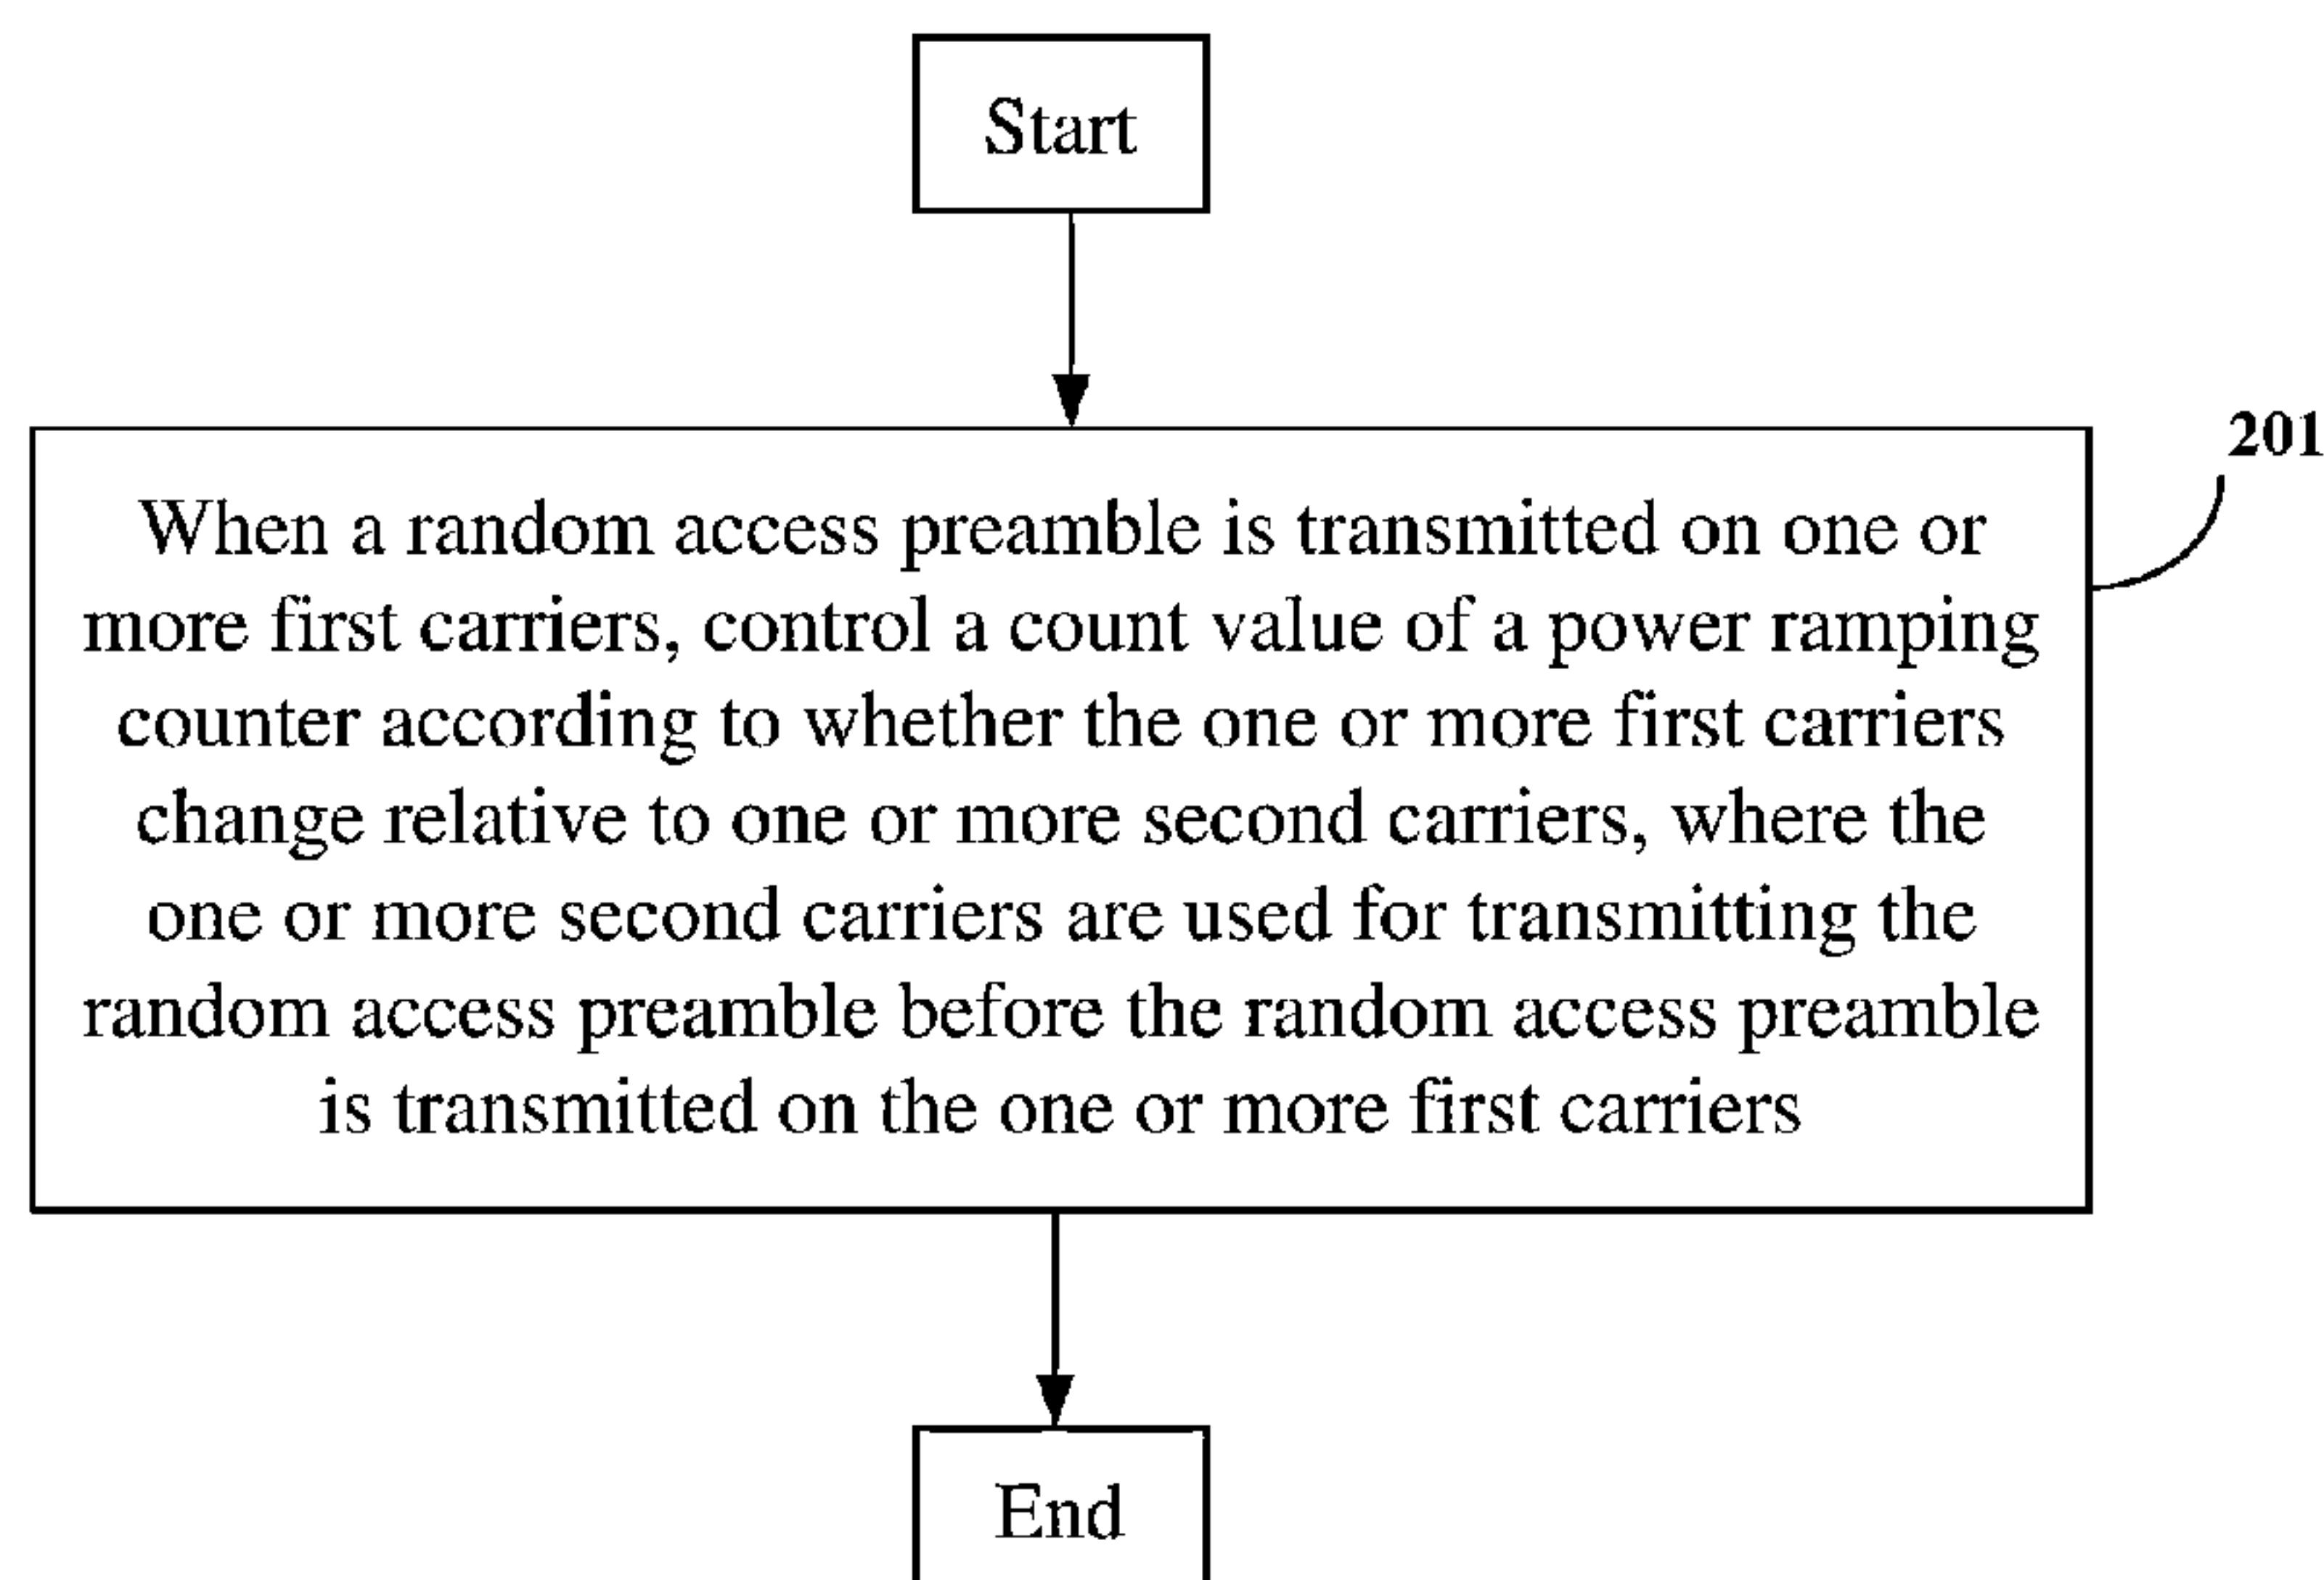 Start
201
When a random access preamble is transmitted on one or
more first carriers, control a count value of a power ramping
counter according to whether the one or more first carriers
change relative to one or more second carriers, where the
one or more second carriers are used for transmitting the
random access preamble before the random access preamble
is transmitted on the one or more first carriers
End